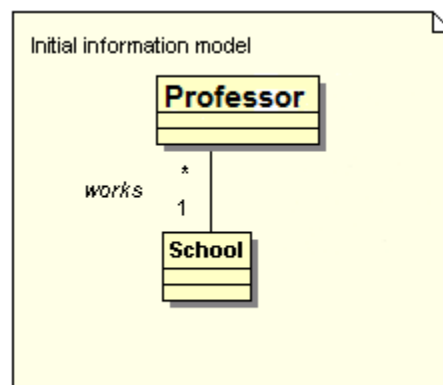 Initial information model
Professor
*
works
1
School